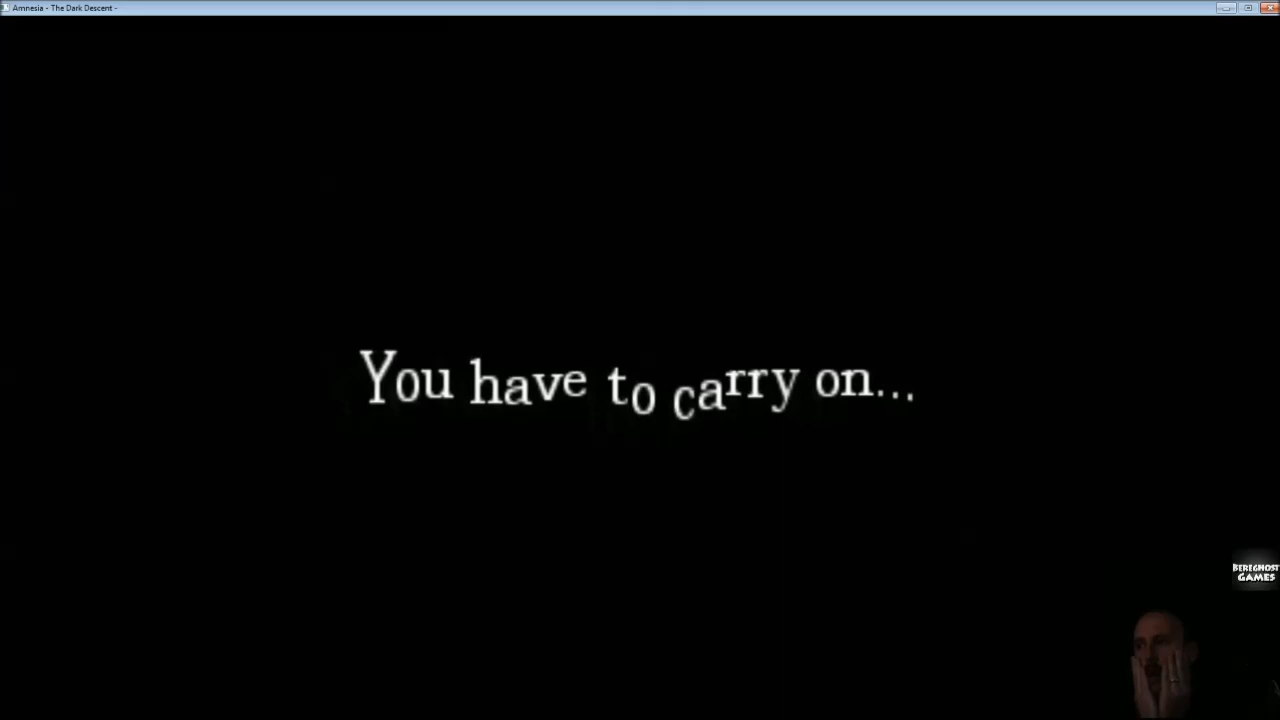 Amnesia - The Dark Descent -
You have to carry on...
BEREGHOST
GAMES